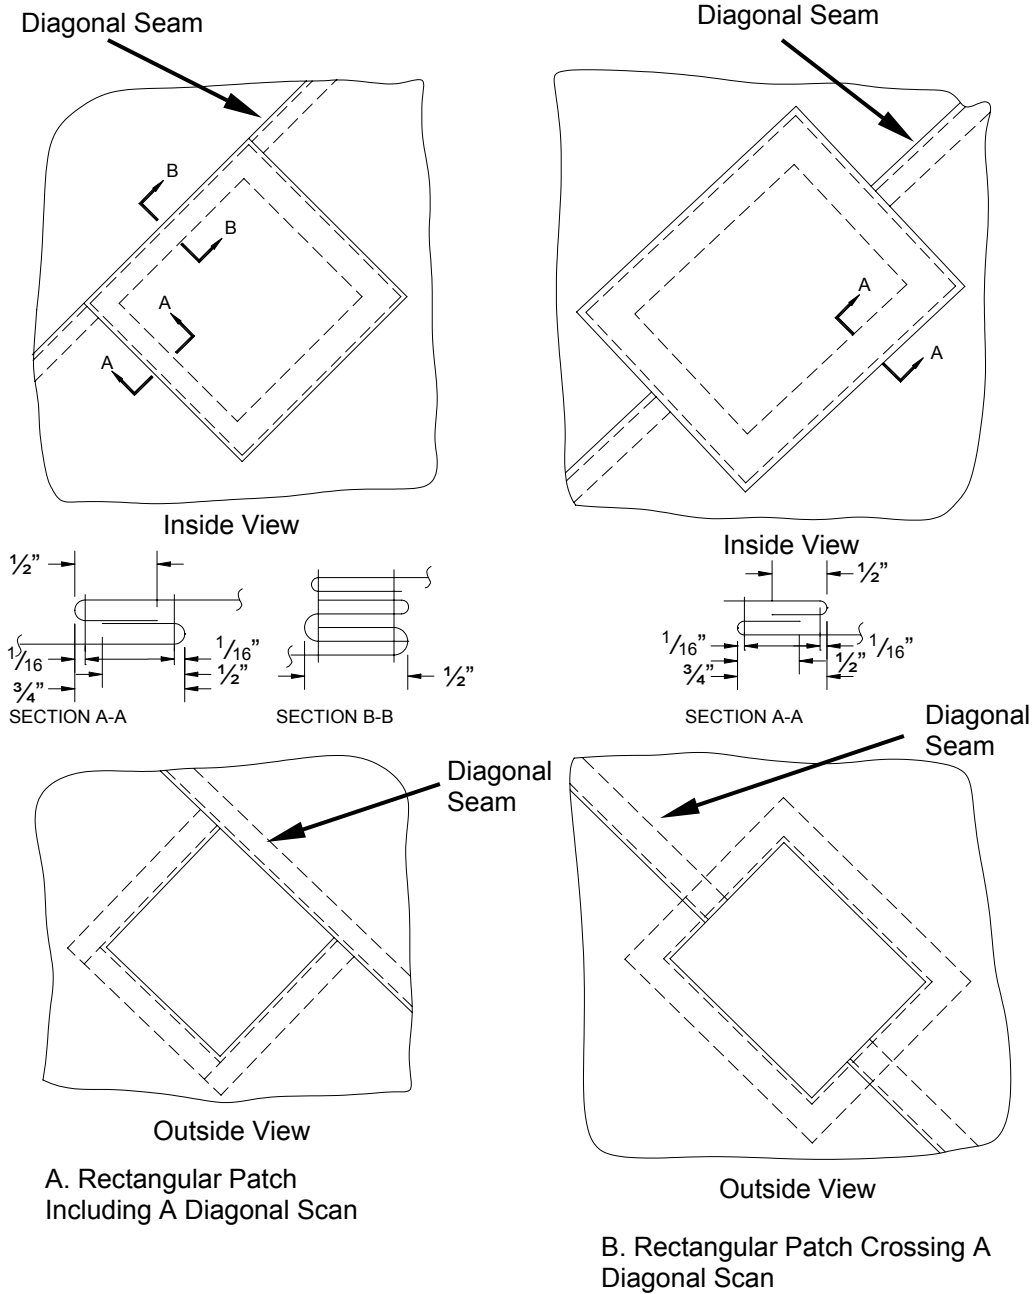 Diagonal Seam
Diagonal Seam
B
B
A
A
A
A
Inside View
Inside View
½”
½”
1/16
1/16”
½”
¾”
½”
1/16”
½”
1/16”
¾”
SECTION A-A
SECTION B-B
SECTION A-A
Diagonal
Seam
Diagonal
Seam
Outside View
Outside View
A. Rectangular Patch
Including A Diagonal Scan
B. Rectangular Patch Crossing A
Diagonal Scan